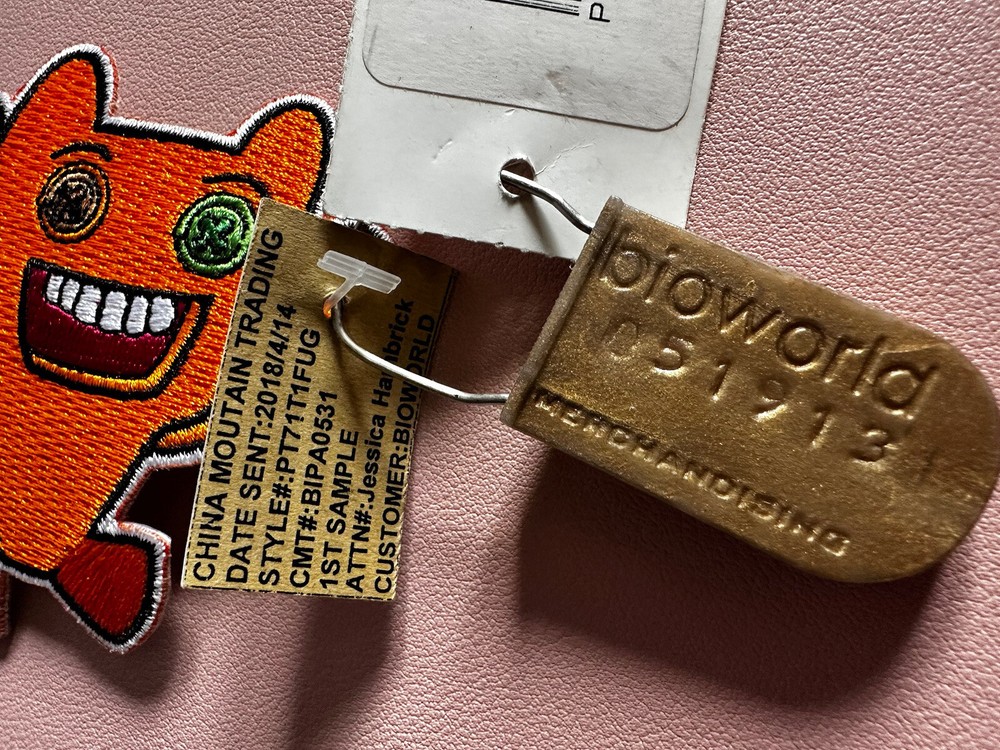 P
CHINA MOUTAIN TRADING
DATE SENT:2018/4/14
STYLE#:PT71T1FUG
CMT#:BIPA0531
1ST SAMPLE
ATTN#:Jessica
CUSTOMER:BIOWORLD
bioworld
051913
MERCHANDISING